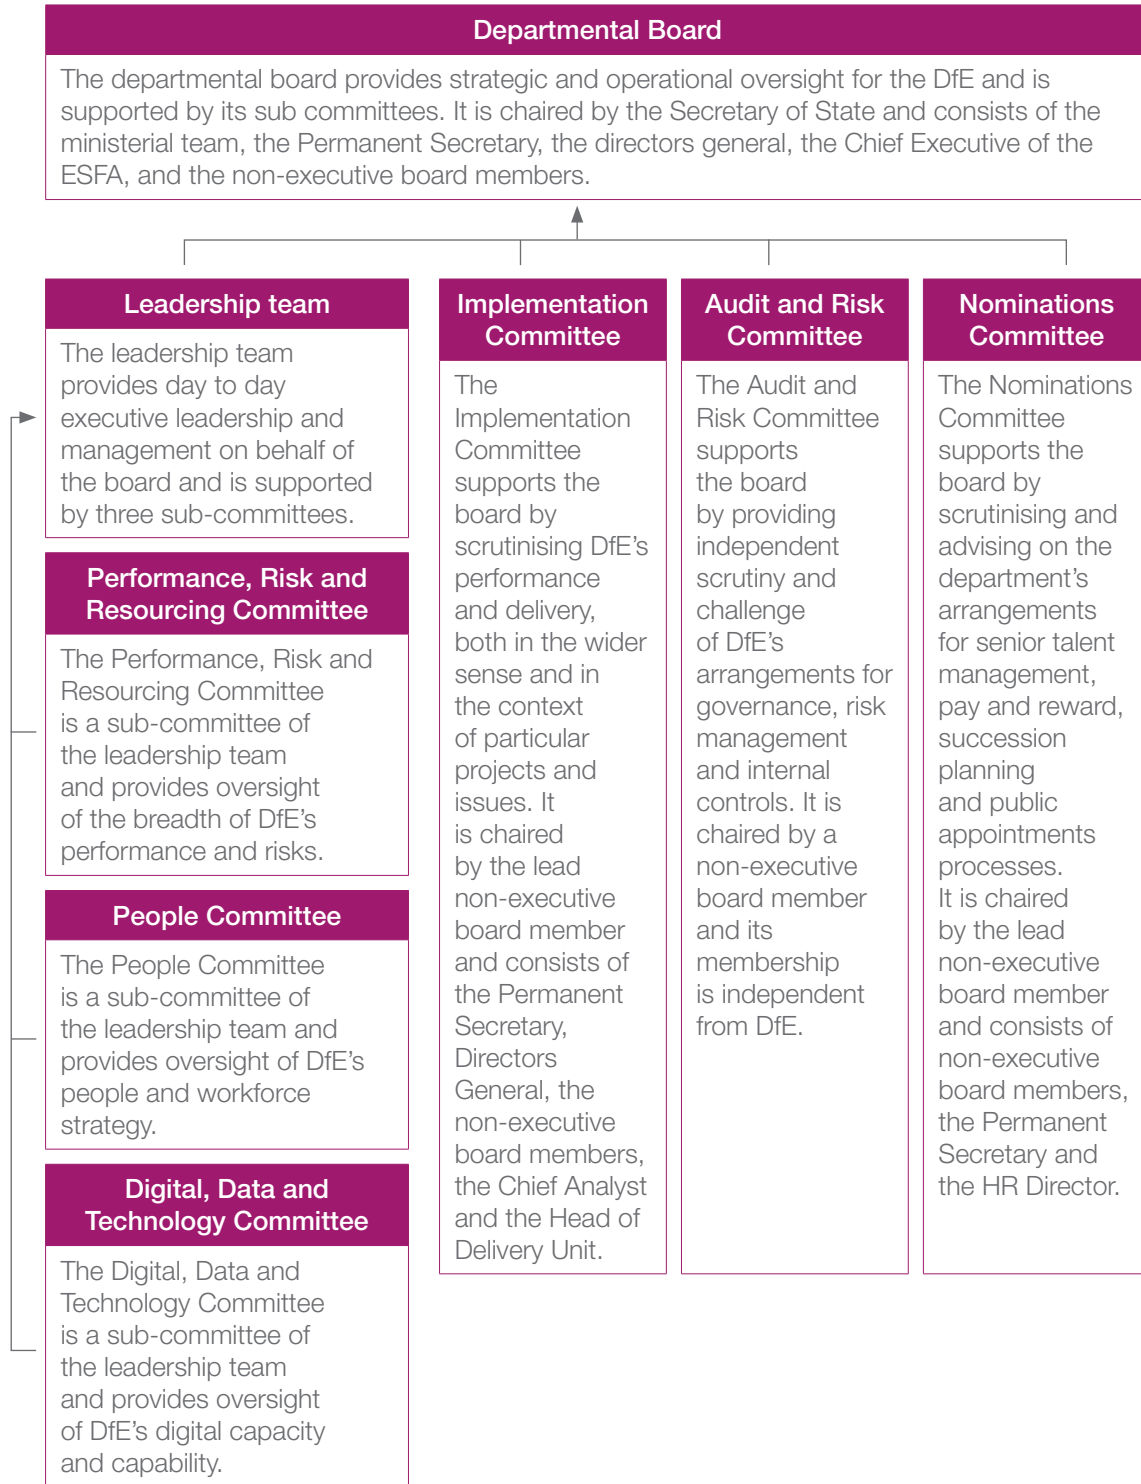 Departmental Board
The departmental board provides strategic and operational oversight for the DfE and is
supported by its sub committees. It is chaired by the Secretary of State and consists of the
ministerial team, the Permanent Secretary, the directors general, the Chief Executive of the
ESFA, and the non-executive board members.
Leadership team
The leadership team
provides day to day
executive leadership and
management on behalf of
the board and is supported
by three sub-committees.
Performance, Risk and
Resourcing Committee
The Performance, Risk and
Resourcing Committee
is a sub-committee of
the leadership team
and provides oversight
of the breadth of DfE’s
performance and risks.
People Committee
The People Committee
is a sub-committee of
the leadership team and
provides oversight of DfE’s
people and workforce
strategy.
Digital, Data and
Technology Committee
The Digital, Data and
Technology Committee
is a sub-committee of
the leadership team
and provides oversight
of DfE’s digital capacity
and capability.
Implementation
Committee
The
Implementation
Committee
supports the
board by
scrutinising DfE’s
performance
and delivery,
both in the wider
sense and in
the context
of particular
projects and
issues. It
is chaired
by the lead
non-executive
board member
and consists of
the Permanent
Secretary,
Directors
General, the
non-executive
board members,
the Chief Analyst
and the Head of
Delivery Unit.
Audit and Risk
Committee
The Audit and
Risk Committee
supports
the board
by providing
independent
scrutiny and
challenge
of DfE’s
arrangements for
governance, risk
management
and internal
controls. It is
chaired by a
non-executive
board member
and its
membership
is independent
from DfE.
Nominations
Committee
The Nominations
Committee
supports the
board by
scrutinising and
advising on the
department’s
arrangements
for senior talent
management,
pay and reward,
succession
planning
and public
appointments
processes.
It is chaired
by the lead
non-executive
board member
and consists of
non-executive
board members,
the Permanent
Secretary and
the HR Director.